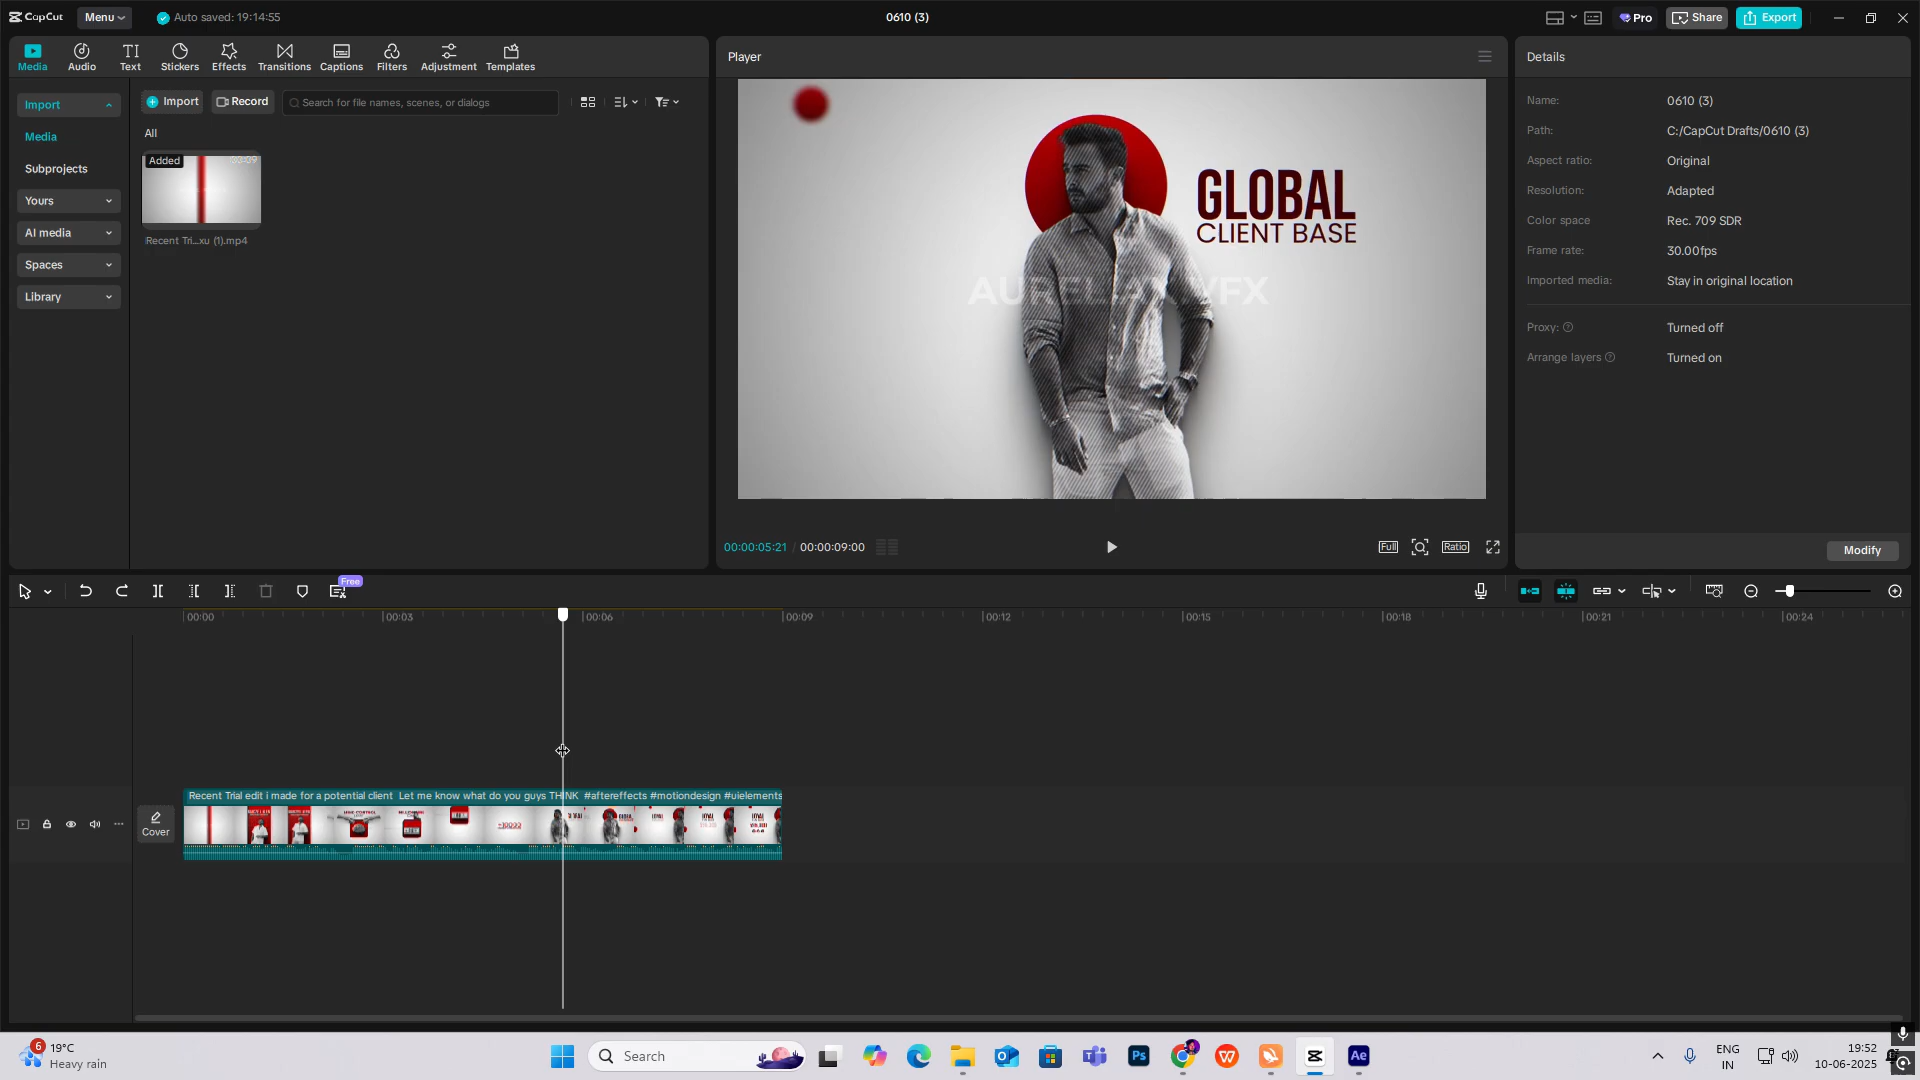 CapCut
Menu
Auto saved: 19:14:55
0610 (3)
Pro
Share
Export
Media
Audio
Text
Stickers
Effects
Transitions
Captions
Filters
Adjustment
Templates
Import
Media
Subprojects
Yours
AI media
Spaces
Library
Import
Record
Search for file names, scenes, or dialogs
All
Added
00:09
Recent Tri...xu (1).mp4
Player
GLOBAL
CLIENT BASE
AURELIAX VFX
00:00:05:21 / 00:00:09:00
Full
Ratio
Details
Name: 0610 (3)
Path: C:/CapCut Drafts/0610 (3)
Aspect ratio: Original
Resolution: Adapted
Color space Rec. 709 SDR
Frame rate: 30.00fps
Imported media: Stay in original location
Proxy: Turned off
Arrange layers Turned on
Modify
Free
00:00
00:03
00:06
00:09
00:12
00:15
00:18
00:21
00:24
Cover
Recent Trial edit i made for a potential client Let me know what do you guys THINK #aftereffects #motiondesign #uielements
6
19°C
Heavy rain
Search
Ps
Ae
ENG
IN
19:52
10-06-2025